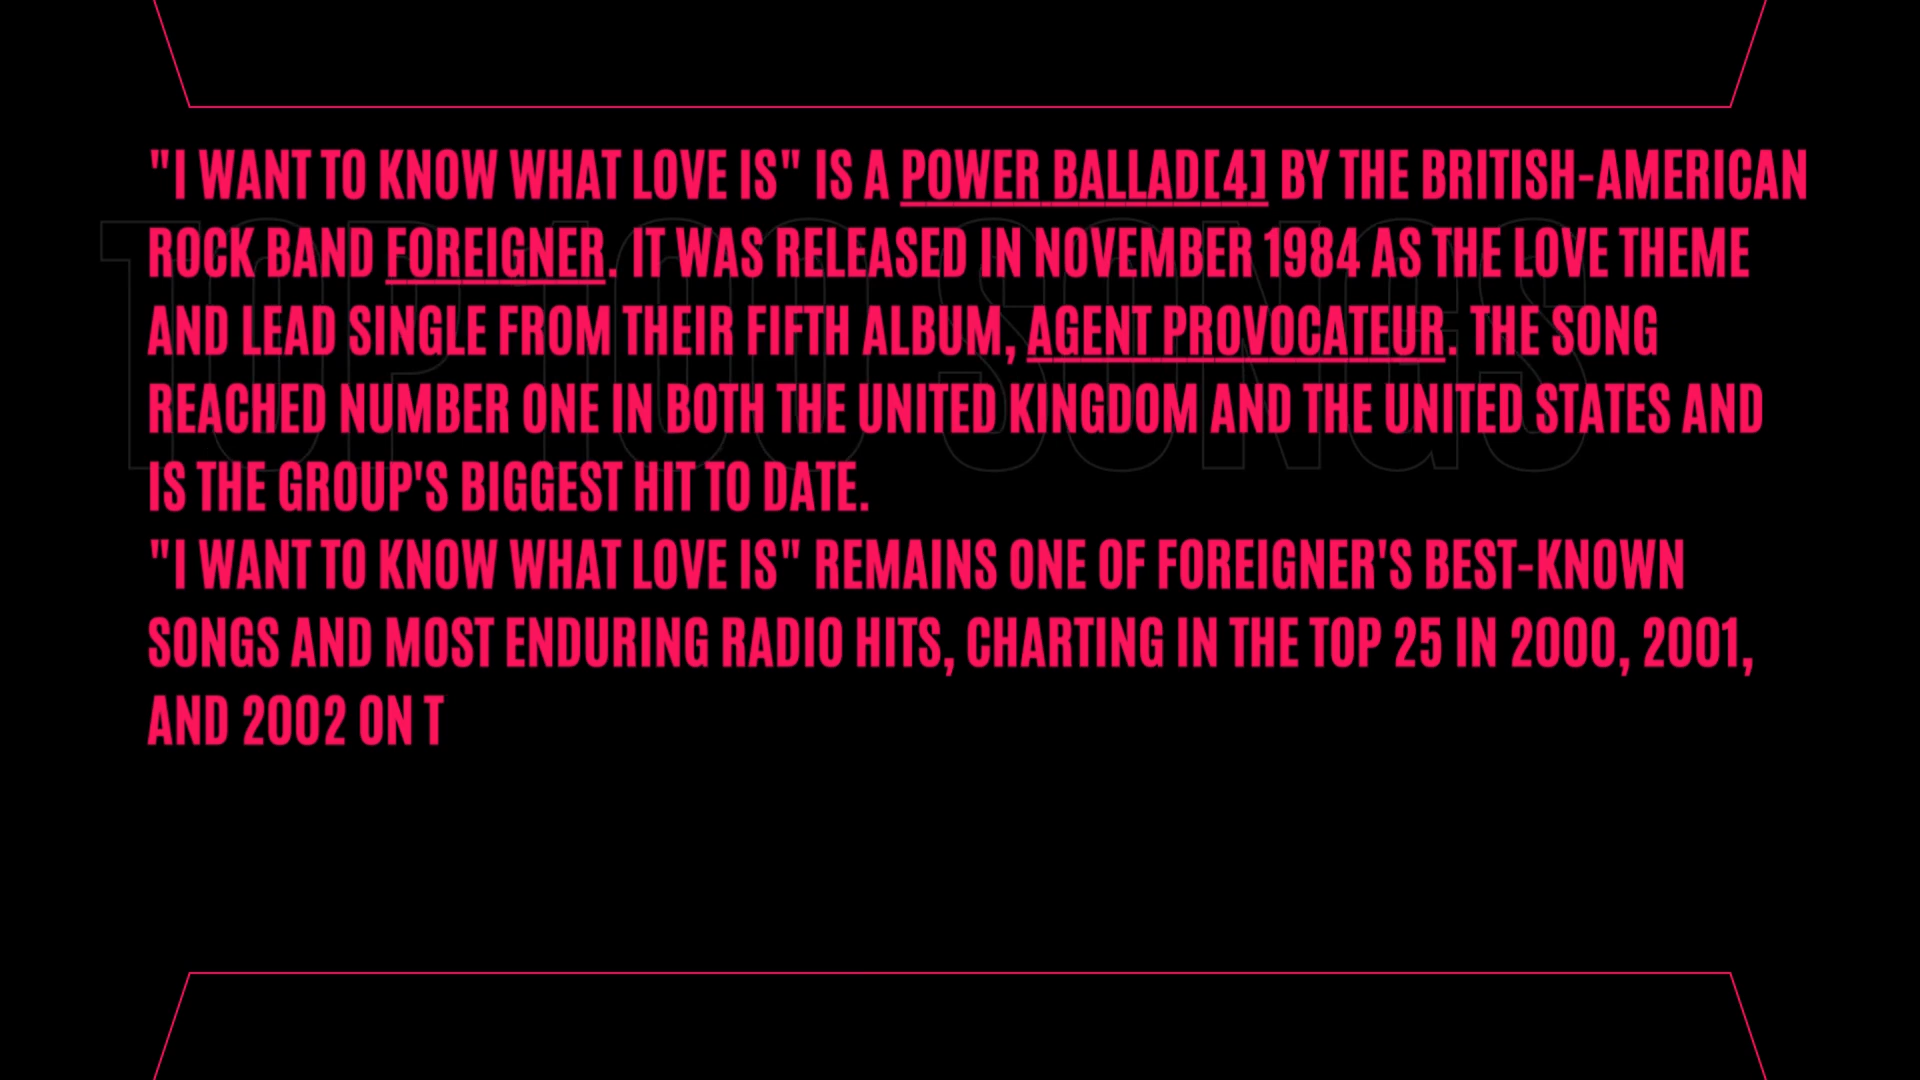 "I WANT TO KNOW WHAT LOVE IS" IS A POWER BALLAD[4] BY THE BRITISH-AMERICAN
ROCK BAND FOREIGNER. IT WAS RELEASED IN NOVEMBER 1984 AS THE LOVE THEME
AND LEAD SINGLE FROM THEIR FIFTH ALBUM, AGENT PROVOCATEUR. THE SONG
REACHED NUMBER ONE IN BOTH THE UNITED KINGDOM AND THE UNITED STATES AND
IS THE GROUP'S BIGGEST HIT TO DATE.
"I WANT TO KNOW WHAT LOVE IS" REMAINS ONE OF FOREIGNER'S BEST-KNOWN
SONGS AND MOST ENDURING RADIO HITS, CHARTING IN THE TOP 25 IN 2000, 2001,
AND 2002 ON T
TOP 100 SONGS